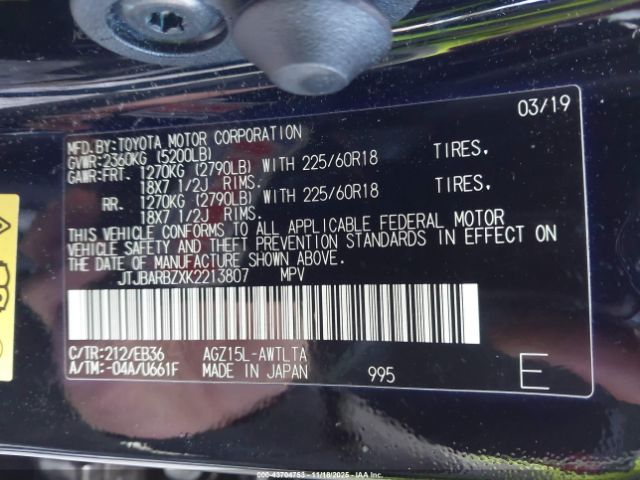 03/19
MFD.BY:TOYOTA MOTOR CORPORATION
GVWR:2360KG (5200LB)
GAWR:FRT. 1270KG (2790LB) WITH 225/60R18 TIRES,
18X7 1/2J RIMS.
RR. 1270KG (2790LB) WITH 225/60R18 TIRES,
18X7 1/2J RIMS.
THIS VEHICLE CONFORMS TO ALL APPLICABLE FEDERAL MOTOR
VEHICLE SAFETY AND THEFT PREVENTION STANDARDS IN EFFECT ON
THE DATE OF MANUFACTURE SHOWN ABOVE.
JTJBARBZXK2213807 MPV
C/TR:212/EB36 AGZ15L-AWTLTA
A/TM:-04A/U661F MADE IN JAPAN 995 E
© IAA 00-43704753 - 11/18/2025 - IAA, Inc.